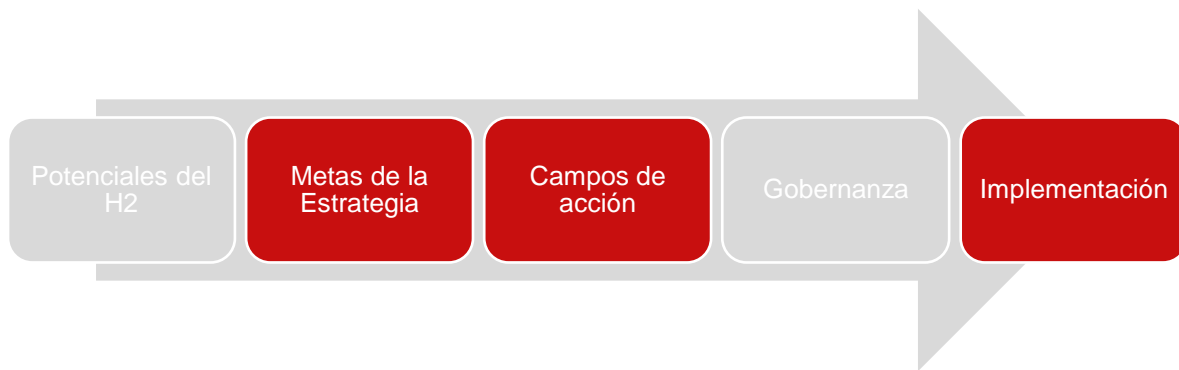 Potenciales del
H2
Metas de la
Estrategia
Campos de
acción
Gobernanza
Implementación